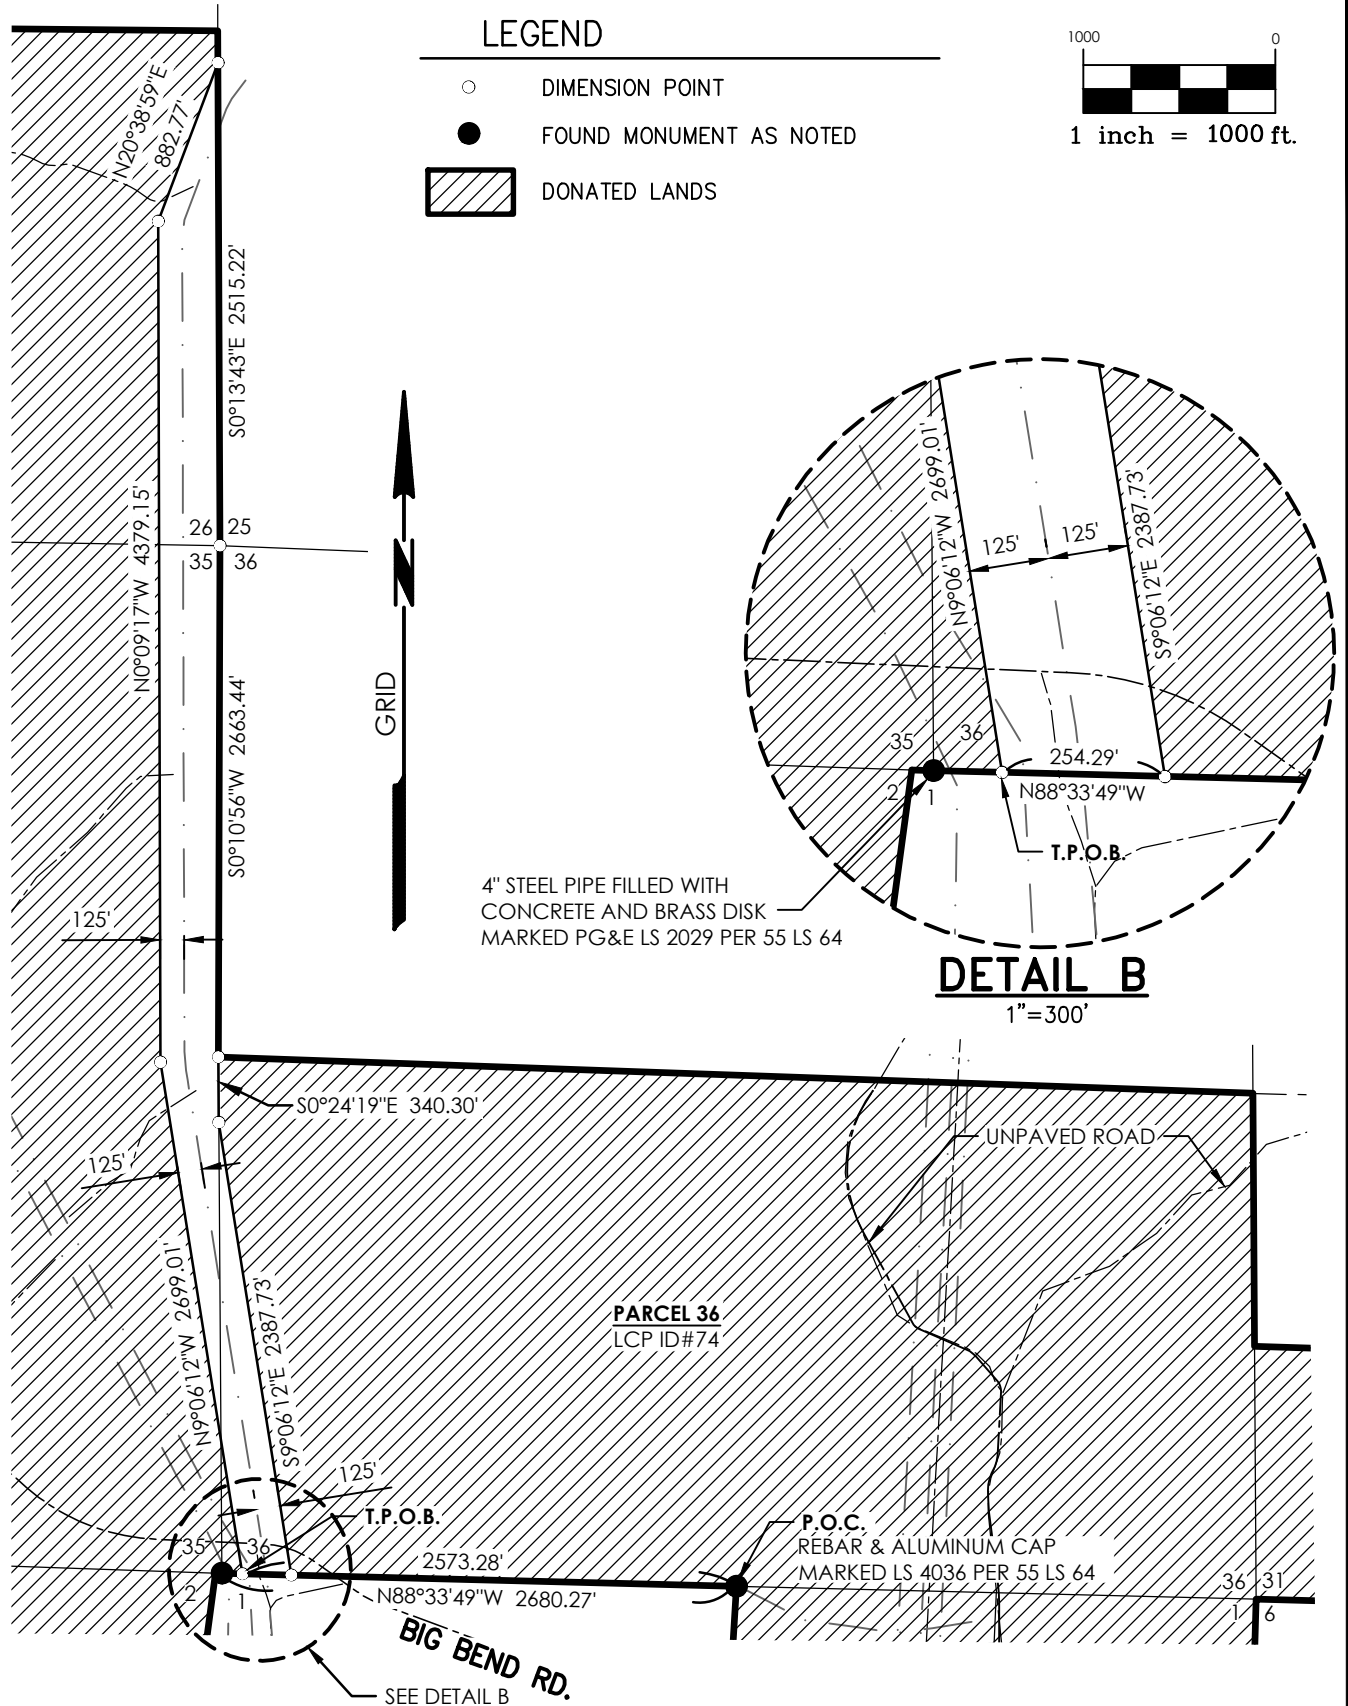 LEGEND
DIMENSION POINT
FOUND MONUMENT AS NOTED
DONATED LANDS
1000 0
1 inch = 1000 ft.
N20°38'59"E
882.77'
S0°13'43"E 2515.22'
N0°09'17"W 4379.15'
26 25
35 36
S0°10'56"W 2663.44'
N
GRID
125'
N9°06'12"W 2699.01'
125'
125'
S9°06'12"E 2387.73'
35
36
254.29'
N88°33'49"W
2
1
T.P.O.B.
4" STEEL PIPE FILLED WITH
CONCRETE AND BRASS DISK
MARKED PG&E LS 2029 PER 55 LS 64
DETAIL B
1"=300'
S0°24'19"E 340.30'
UNPAVED ROAD
125'
N9°06'12"W 2699.01'
S9°06'12"E 2387.73'
PARCEL 36
LCP ID#74
125'
T.P.O.B.
35 36
2 1
2573.28'
N88°33'49"W 2680.27'
P.O.C.
REBAR & ALUMINUM CAP
MARKED LS 4036 PER 55 LS 64
36 31
1 6
BIG BEND RD.
SEE DETAIL B